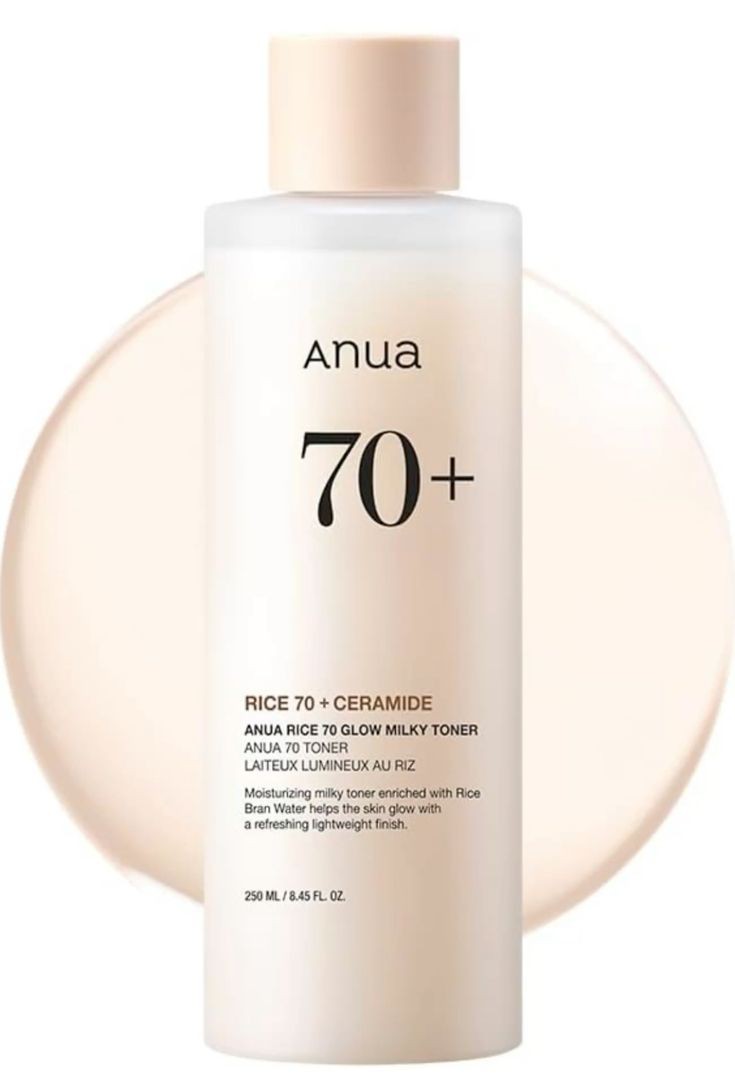 Anua
70+
RICE 70 + CERAMIDE
ANUA RICE 70 GLOW MILKY TONER
ANUA 70 TONER
LAITEUX LUMINEUX AU RIZ
Moisturizing milky toner enriched with Rice
Bran Water helps the skin glow with
a refreshing lightweight finish.
250 ML / 8.45 FL. OZ.